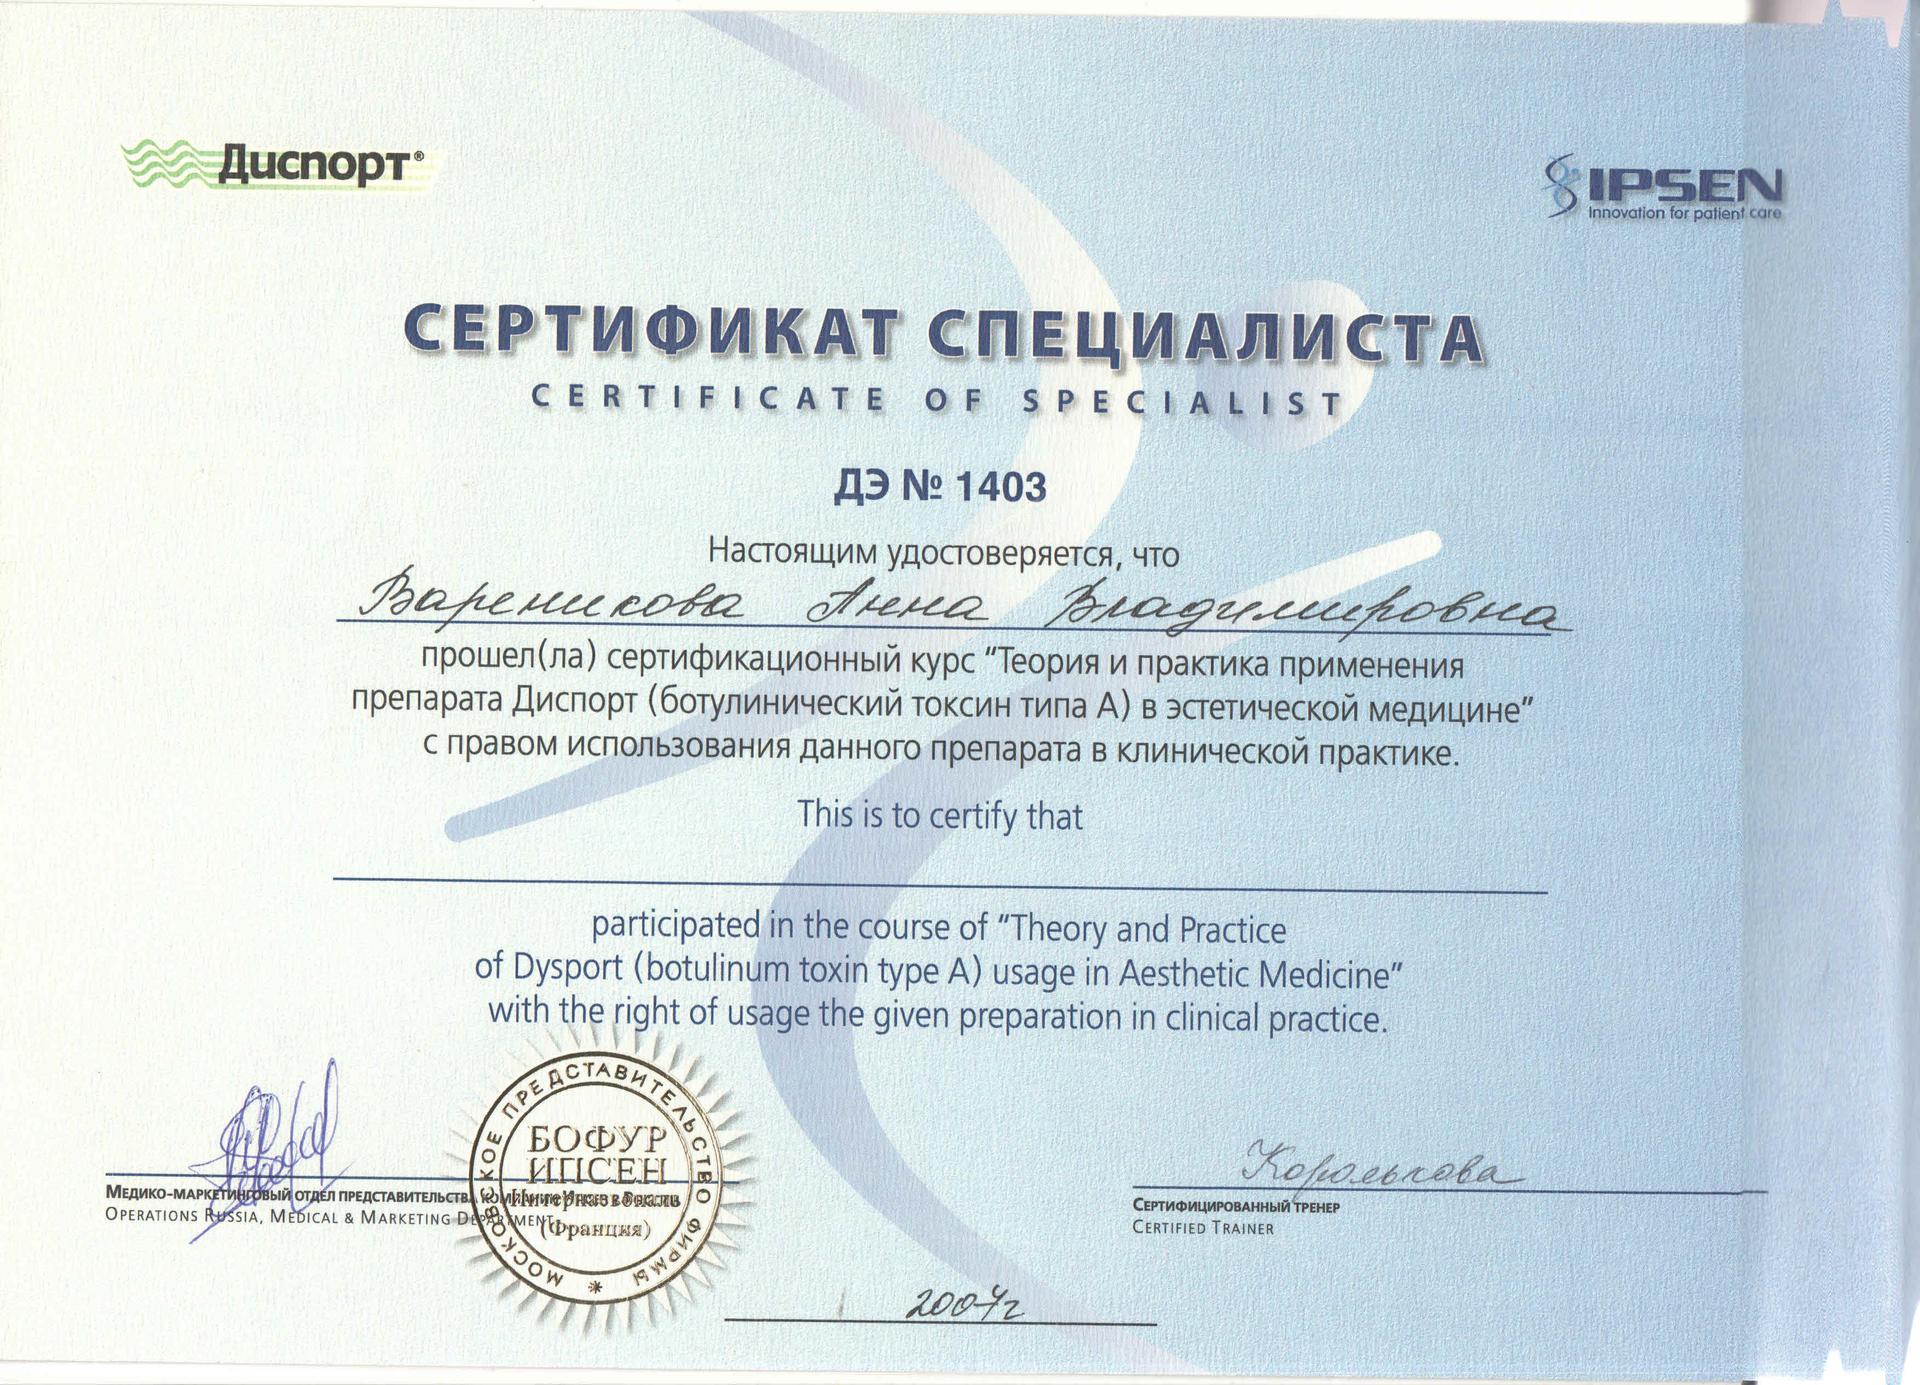 Диспорт®
IPSEN
Innovation for patient care
СЕРТИФИКАТ СПЕЦИАЛИСТА
CERTIFICATE OF SPECIALIST
ДЭ № 1403
Настоящим удостоверяется, что
Вареникова Анна Владимировна
прошел(ла) сертификационный курс "Теория и практика применения
препарата Диспорт (ботулинический токсин типа А) в эстетической медицине"
с правом использования данного препарата в клинической практике.
This is to certify that
participated in the course of "Theory and Practice
of Dysport (botulinum toxin type A) usage in Aesthetic Medicine"
with the right of usage the given preparation in clinical practice.
МЕДИКО-МАРКЕТИНГОВЫЙ ОТДЕЛ ПРЕДСТАВИТЕЛЬСТВА
OPERATIONS RUSSIA, MEDICAL & MARKETING DEPARTMENT
МОСКОВСКОЕ ПРЕДСТАВИТЕЛЬСТВО ФИРМЫ
БОФУР
ИПСЕН
Интернасьональ
(Франция)
Королькова
СЕРТИФИЦИРОВАННЫЙ ТРЕНЕР
CERTIFIED TRAINER
2007г